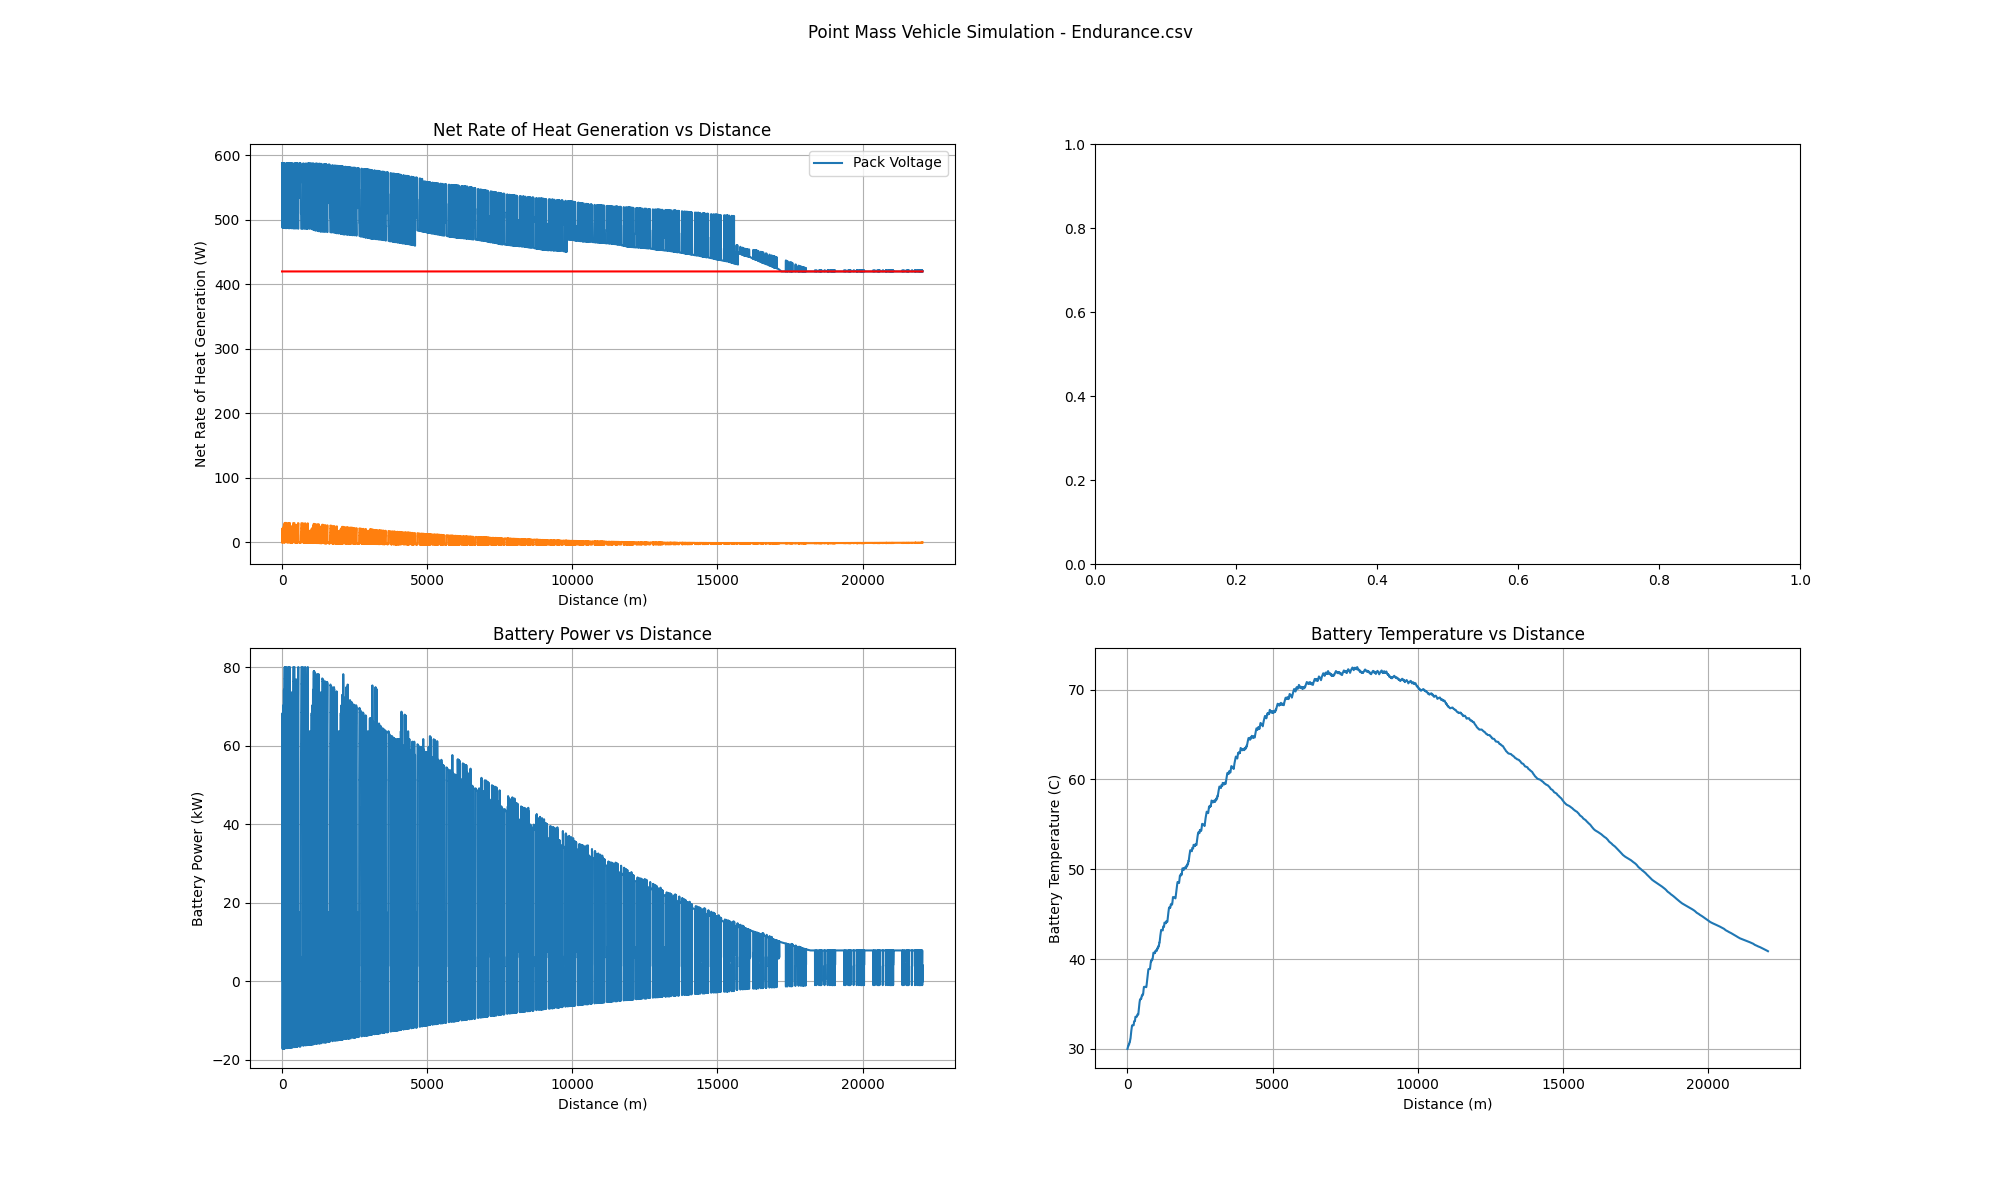 Point Mass Vehicle Simulation - Endurance.csv
Net Rate of Heat Generation vs Distance
Pack Voltage
Net Rate of Heat Generation (W)
600
500
400
300
200
100
0
0 5000 10000 15000 20000
Distance (m)
1.0
0.8
0.6
0.4
0.2
0.0
0.0 0.2 0.4 0.6 0.8 1.0
Battery Power vs Distance
Battery Power (kW)
80
60
40
20
0
−20
0 5000 10000 15000 20000
Distance (m)
Battery Temperature vs Distance
Battery Temperature (C)
70
60
50
40
30
0 5000 10000 15000 20000
Distance (m)